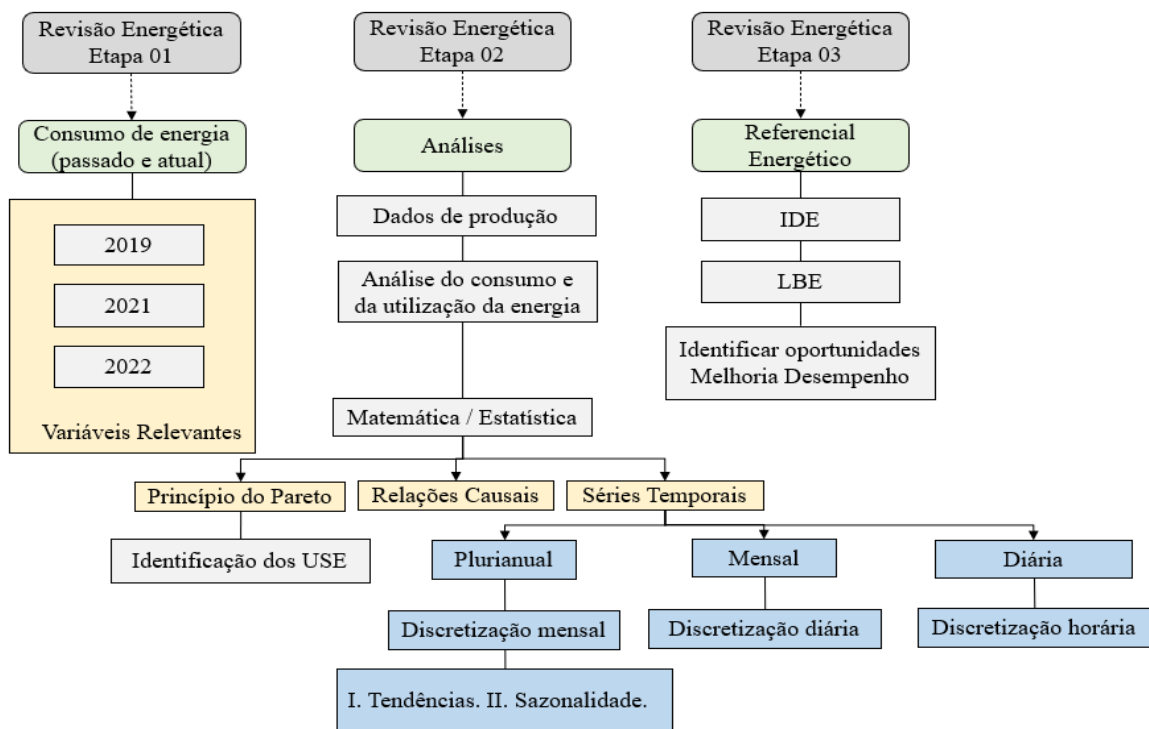 Revisão Energética
Etapa 01
Revisão Energética
Etapa 02
Revisão Energética
Etapa 03
Consumo de energia
(passado e atual)
Análises
Referencial
Energético
2019
2021
2022
Variáveis Relevantes
Dados de produção
Análise do consumo e
da utilização da energia
Matemática / Estatística
IDE
LBE
Identificar oportunidades
Melhoria Desempenho
Princípio do Pareto
Relações Causais
Séries Temporais
Identificação dos USE
Plurianual
Mensal
Diária
Discretização mensal
Discretização diária
Discretização horária
I. Tendências. II. Sazonalidade.